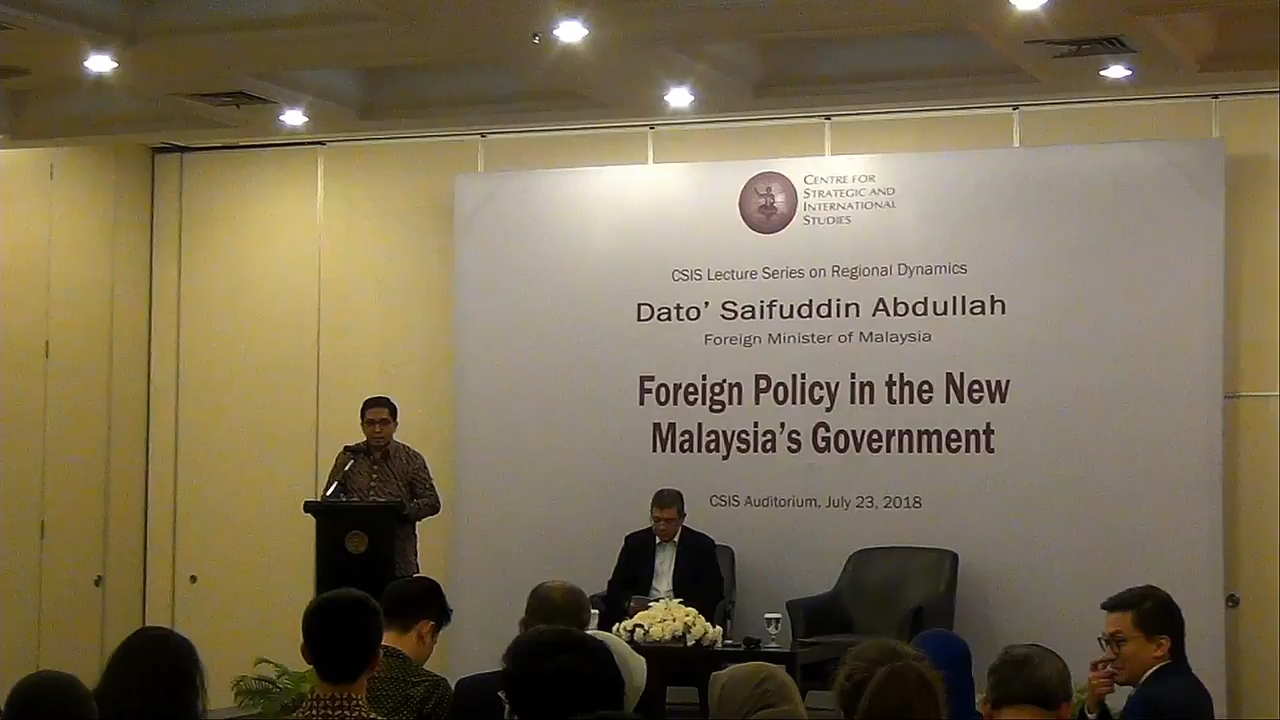 CENTRE FOR
STRATEGIC AND
INTERNATIONAL
STUDIES
CSIS Lecture Series on Regional Dynamics
Dato' Saifuddin Abdullah
Foreign Minister of Malaysia
Foreign Policy in the New
Malaysia's Government
CSIS Auditorium, July 23, 2018